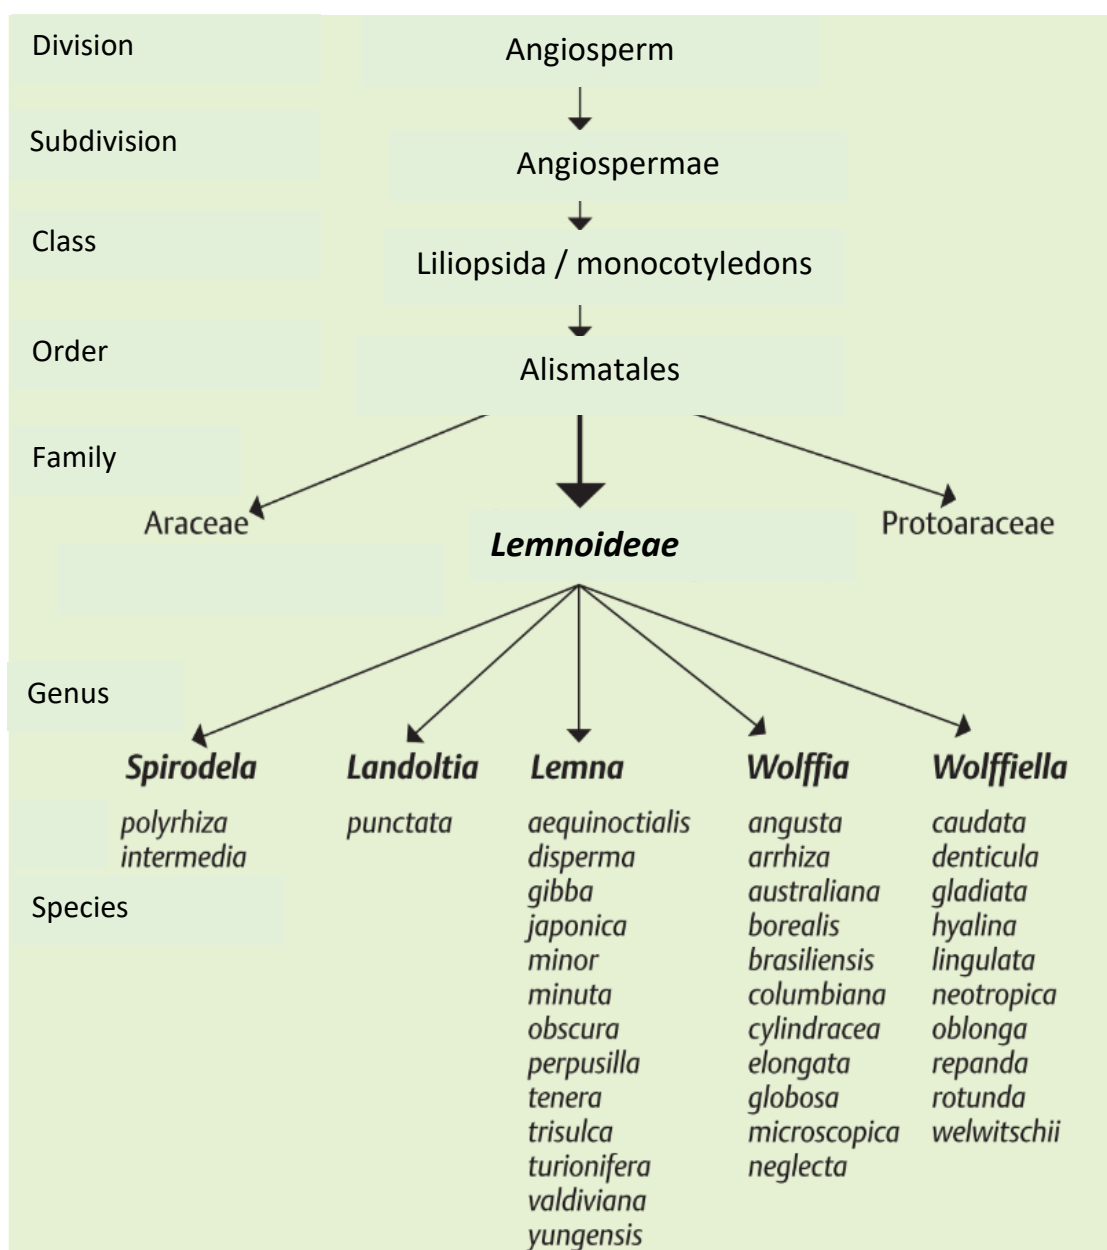 Division
Angiosperm
Subdivision
Angiospermae
Class
Liliopsida / monocotyledons
Order
Alismatales
Family
Araceae
Lemnoideae
Protoaraceae
Genus
Spirodela
Landoltia
Lemna
Wolffia
Wolffiella
polyrhiza
intermedia
punctata
aequinoctialis
disperma
gibba
japonica
minor
minuta
obscura
perpusilla
tenera
trisulca
turionifera
valdiviana
yungensis
angusta
arrhiza
australiana
borealis
brasiliensis
columbiana
cylindracea
elongata
globosa
microscopica
neglecta
caudata
denticula
gladiata
hyalina
lingulata
neotropica
oblonga
repanda
rotunda
welwitschii
Species